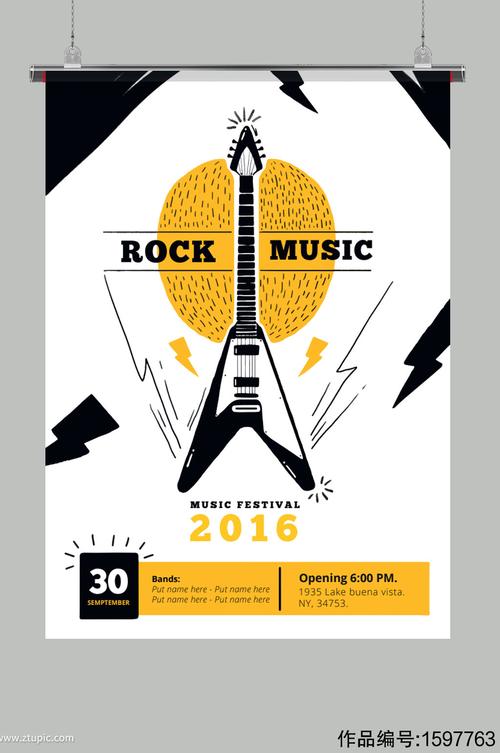 ROCK MUSIC
MUSIC FESTIVAL
2016
30
SEMPTEMBER
Bands:
Put name here - Put name here
Put name here - Put name here
Opening 6:00 PM.
1935 Lake buena vista.
NY, 34753.
www.ztupic.com
作品编号:1597763